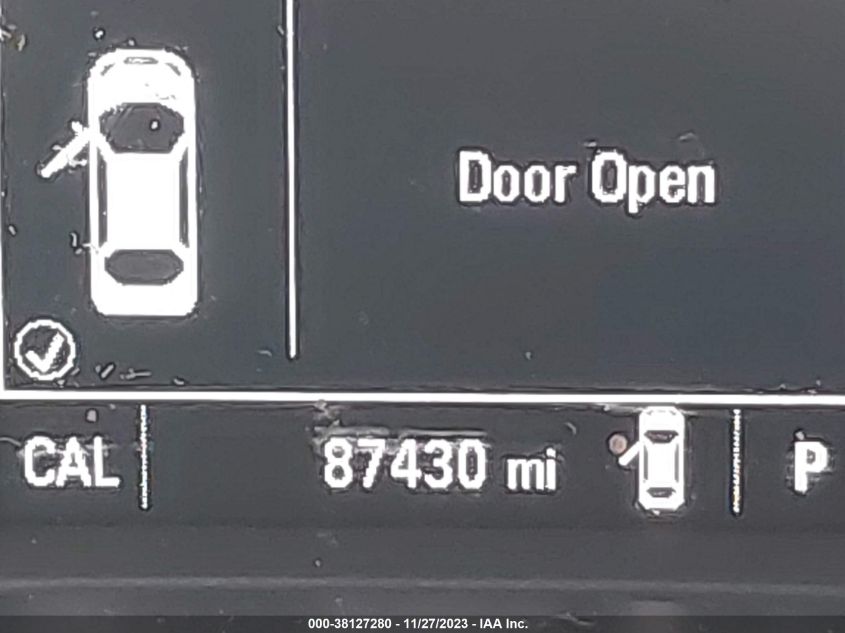 Door Open
CAL 87430 mi P
000-38127280 - 11/27/2023 - IAA Inc.